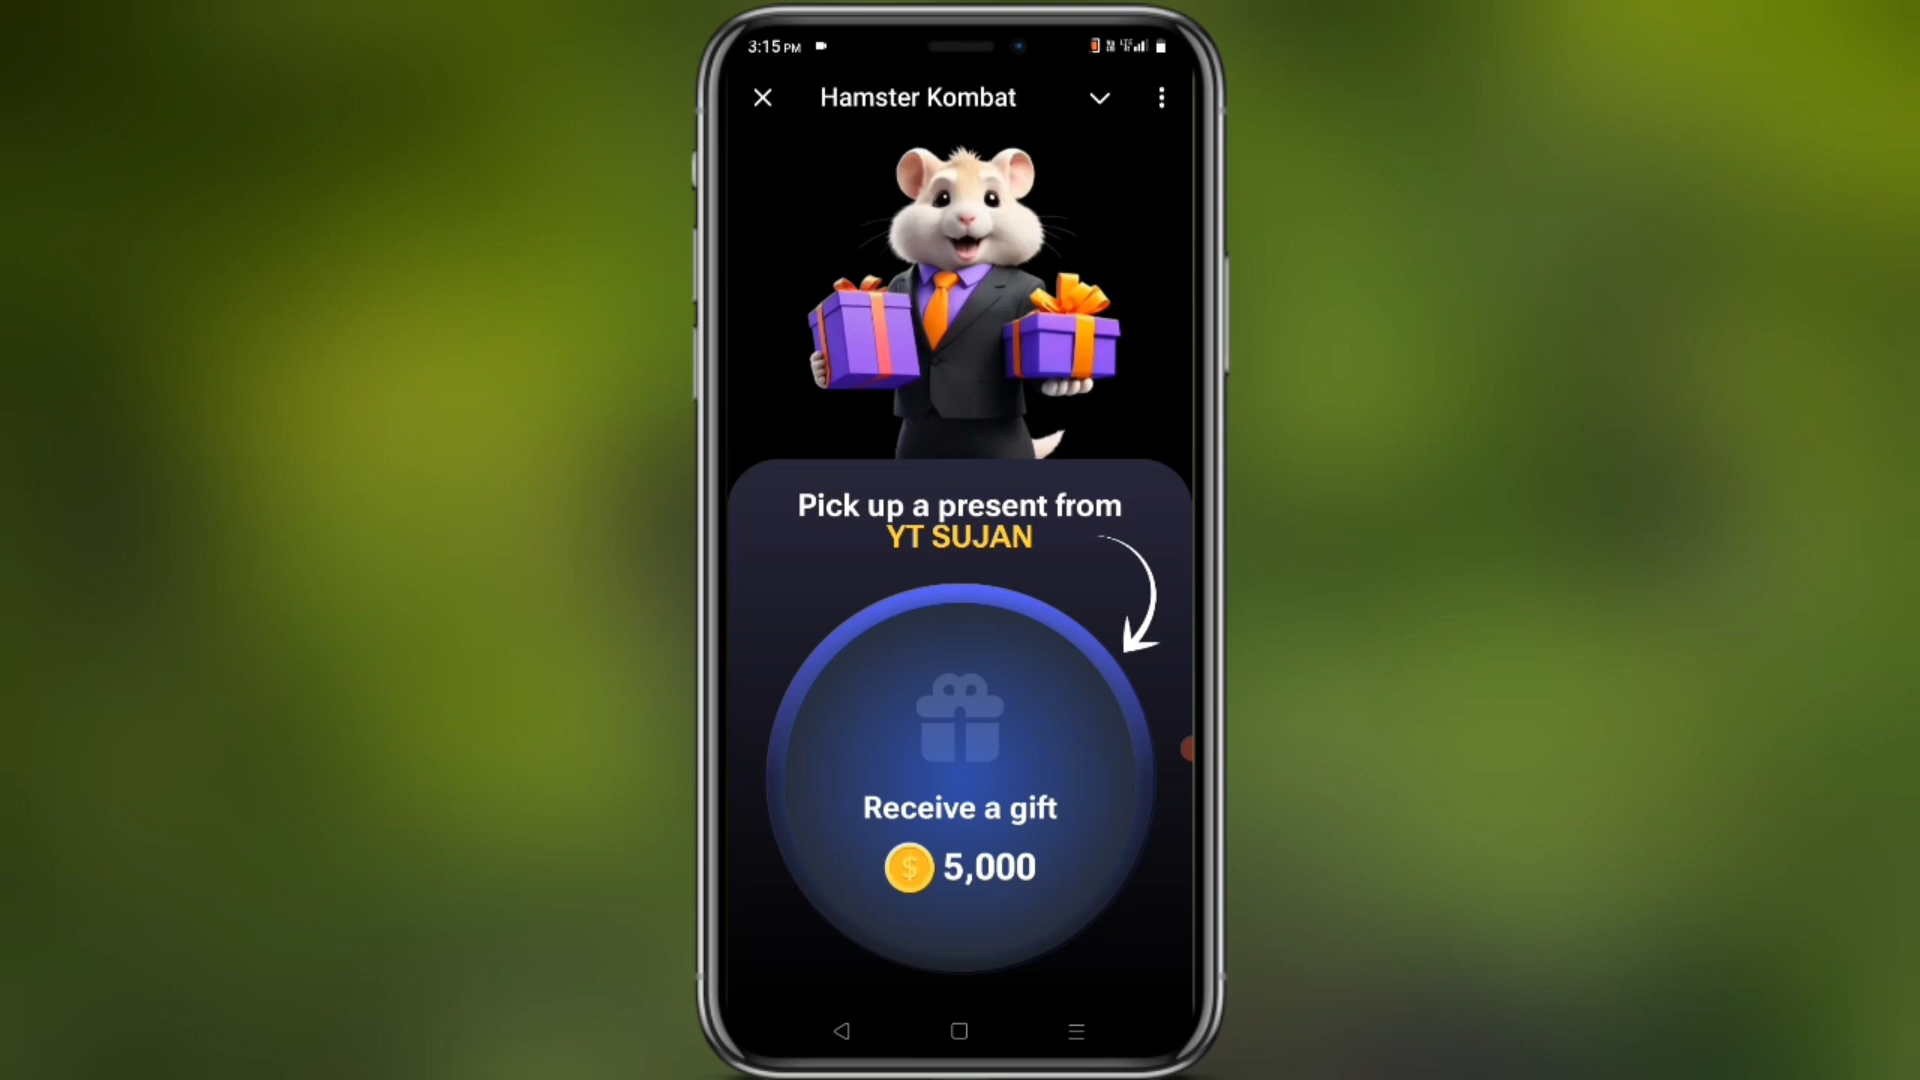 3:15 PM
Hamster Kombat
Pick up a present from
YT SUJAN
Receive a gift
$ 5,000